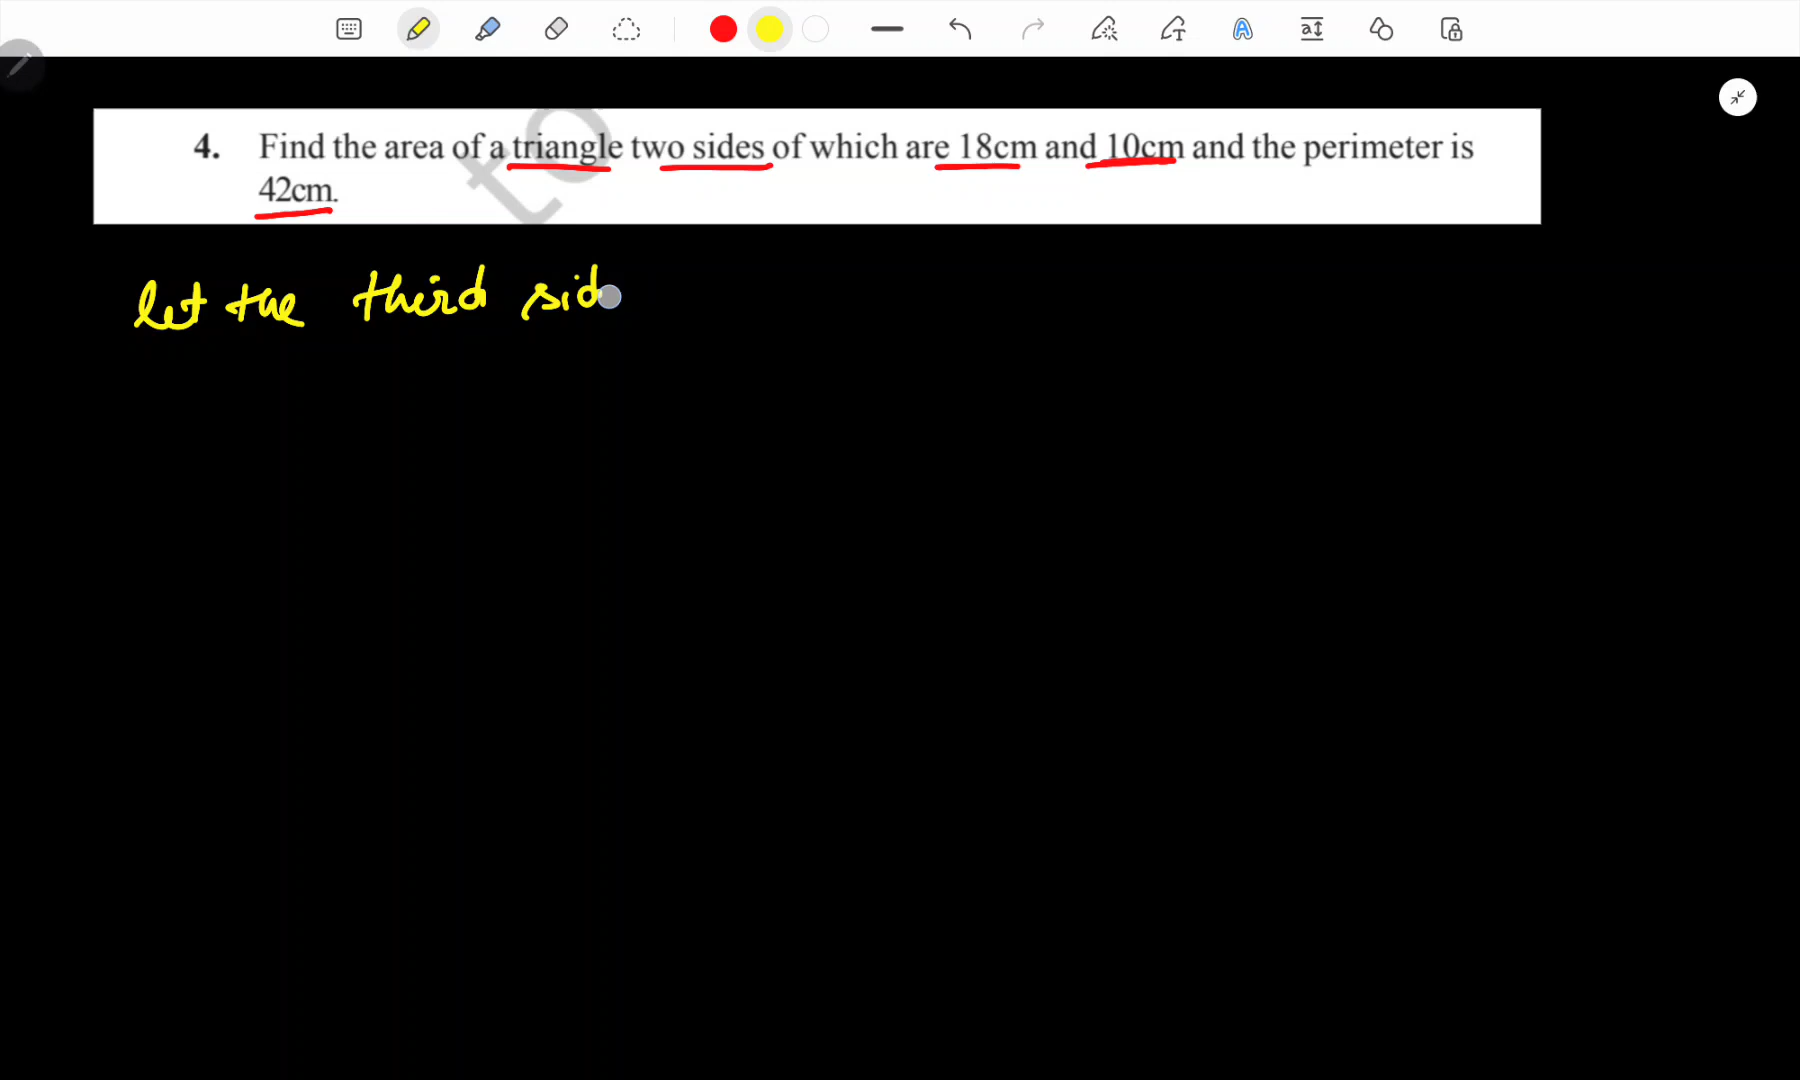 4. Find the area of a triangle two sides of which are 18cm and 10cm and the perimeter is
42cm.
let the third sid